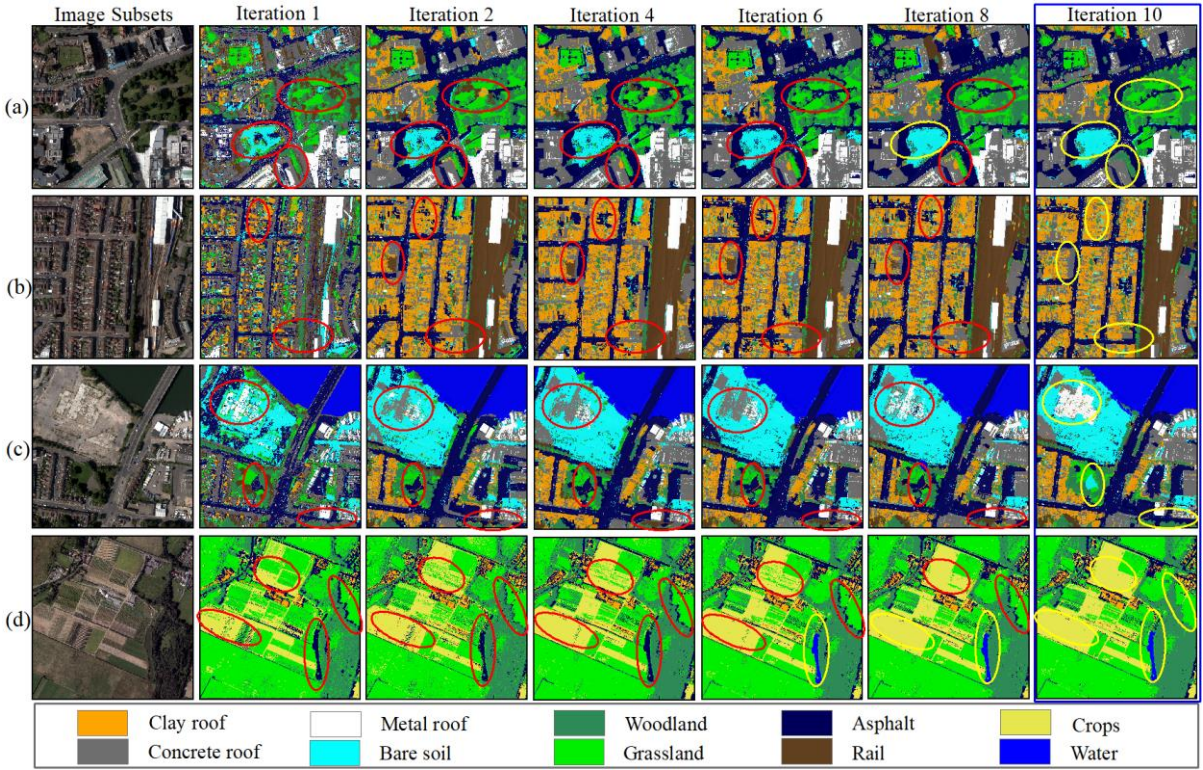 Image Subsets Iteration 1 Iteration 2 Iteration 4 Iteration 6 Iteration 8 Iteration 10
(a)
(b)
(c)
(d)
Clay roof Metal roof Woodland Asphalt Crops
Concrete roof Bare soil Grassland Rail Water